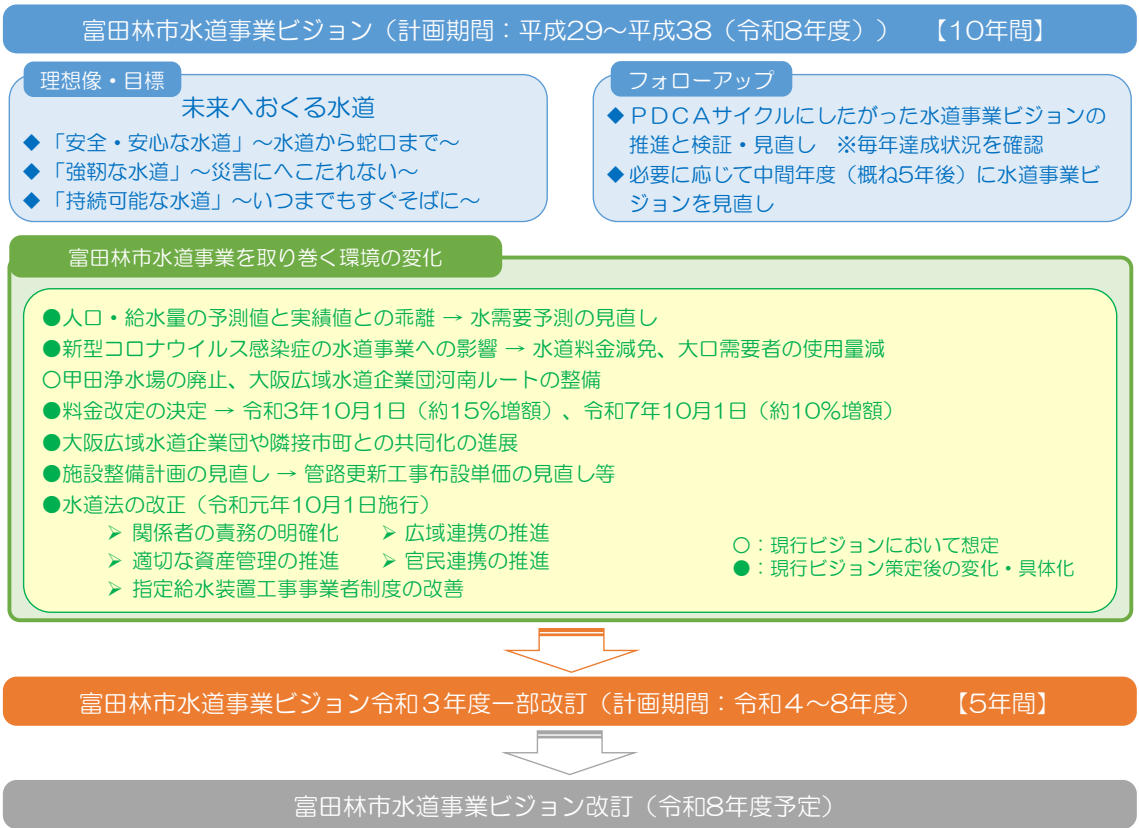 富田林市水道事業ビジョン（計画期間：平成29～平成38（令和8年度）） 【10年間】
理想像・目標
未来へおくる水道
◆ 「安全・安心な水道」～水道から蛇口まで～
◆ 「強靭な水道」～災害にへこたれない～
◆ 「持続可能な水道」～いつまでもすぐそばに～
フォローアップ
◆ＰＤＣＡサイクルにしたがった水道事業ビジョンの
推進と検証・見直し ※毎年達成状況を確認
◆必要に応じて中間年度（概ね5年後）に水道事業ビ
ジョンを見直し
富田林市水道事業を取り巻く環境の変化
●人口・給水量の予測値と実績値との乖離 → 水需要予測の見直し
●新型コロナウイルス感染症の水道事業への影響 → 水道料金減免、大口需要者の使用量減
○甲田浄水場の廃止、大阪広域水道企業団河南ルートの整備
●料金改定の決定 → 令和3年10月1日（約15％増額）、令和7年10月1日（約10％増額）
●大阪広域水道企業団や隣接市町との共同化の進展
●施設整備計画の見直し → 管路更新工事布設単価の見直し等
●水道法の改正（令和元年10月1日施行）
➢ 関係者の責務の明確化 ➢ 広域連携の推進
➢ 適切な資産管理の推進 ➢ 官民連携の推進
➢ 指定給水装置工事事業者制度の改善
○：現行ビジョンにおいて想定
●：現行ビジョン策定後の変化・具体化
富田林市水道事業ビジョン令和３年度一部改訂（計画期間：令和４～8年度） 【5年間】
富田林市水道事業ビジョン改訂（令和8年度予定）